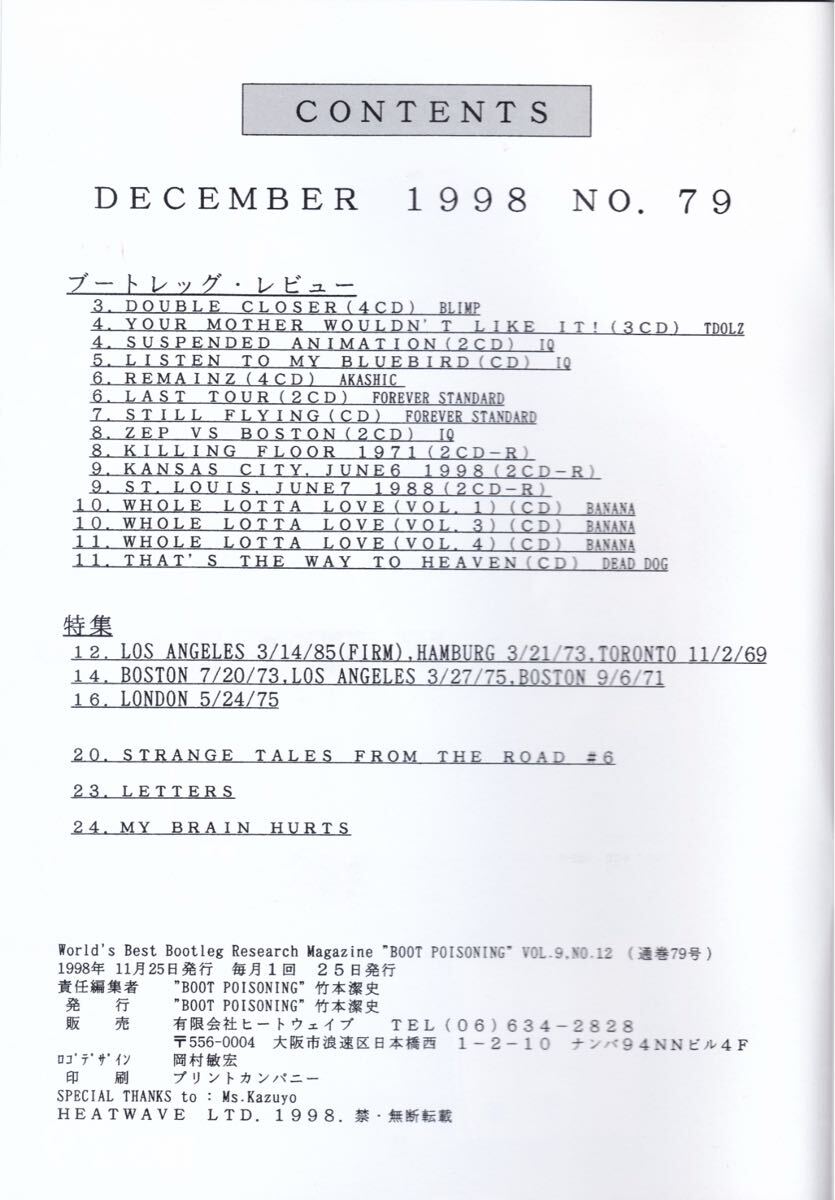 CONTENTS
DECEMBER 1998 NO. 79
ブートレッグ・レビュー
3. DOUBLE CLOSER(4CD) BLIMP
4. YOUR MOTHER WOULDN'T LIKE IT!(3CD) TDOLZ
4. SUSPENDED ANIMATION(2CD) IQ
5. LISTEN TO MY BLUEBIRD(CD) IQ
6. REMAINZ(4CD) AKASHIC
6. LAST TOUR(2CD) FOREVER STANDARD
7. STILL FLYING(CD) FOREVER STANDARD
8. ZEP VS BOSTON(2CD) IQ
8. KILLING FLOOR 1971(2CD-R)
9. KANSAS CITY, JUNE6 1998(2CD-R)
9. ST. LOUIS, JUNE7 1988(2CD-R)
10. WHOLE LOTTA LOVE(VOL. 1)(CD) BANANA
10. WHOLE LOTTA LOVE(VOL. 3)(CD) BANANA
11. WHOLE LOTTA LOVE(VOL. 4)(CD) BANANA
11. THAT'S THE WAY TO HEAVEN(CD) DEAD DOG
特集
12. LOS ANGELES 3/14/85(FIRM),HAMBURG 3/21/73,TORONTO 11/2/69
14. BOSTON 7/20/73,LOS ANGELES 3/27/75,BOSTON 9/6/71
16. LONDON 5/24/75
20. STRANGE TALES FROM THE ROAD #6
23. LETTERS
24. MY BRAIN HURTS
World's Best Bootleg Research Magazine "BOOT POISONING" VOL.9,NO.12 (通巻79号)
1998年 11月25日発行 毎月1回 25日発行
責任編集者 "BOOT POISONING" 竹本潔史
発行 "BOOT POISONING" 竹本潔史
販売 有限会社ヒートウェイブ TEL(06)634-2828
〒556-0004 大阪市浪速区日本橋西 1-2-10 ナンバ94NNビル4F
ﾛｺﾞﾃﾞｻﾞｲﾝ 岡村敏宏
印刷 プリントカンパニー
SPECIAL THANKS to : Ms.Kazuyo
HEATWAVE LTD. 1998. 禁・無断転載